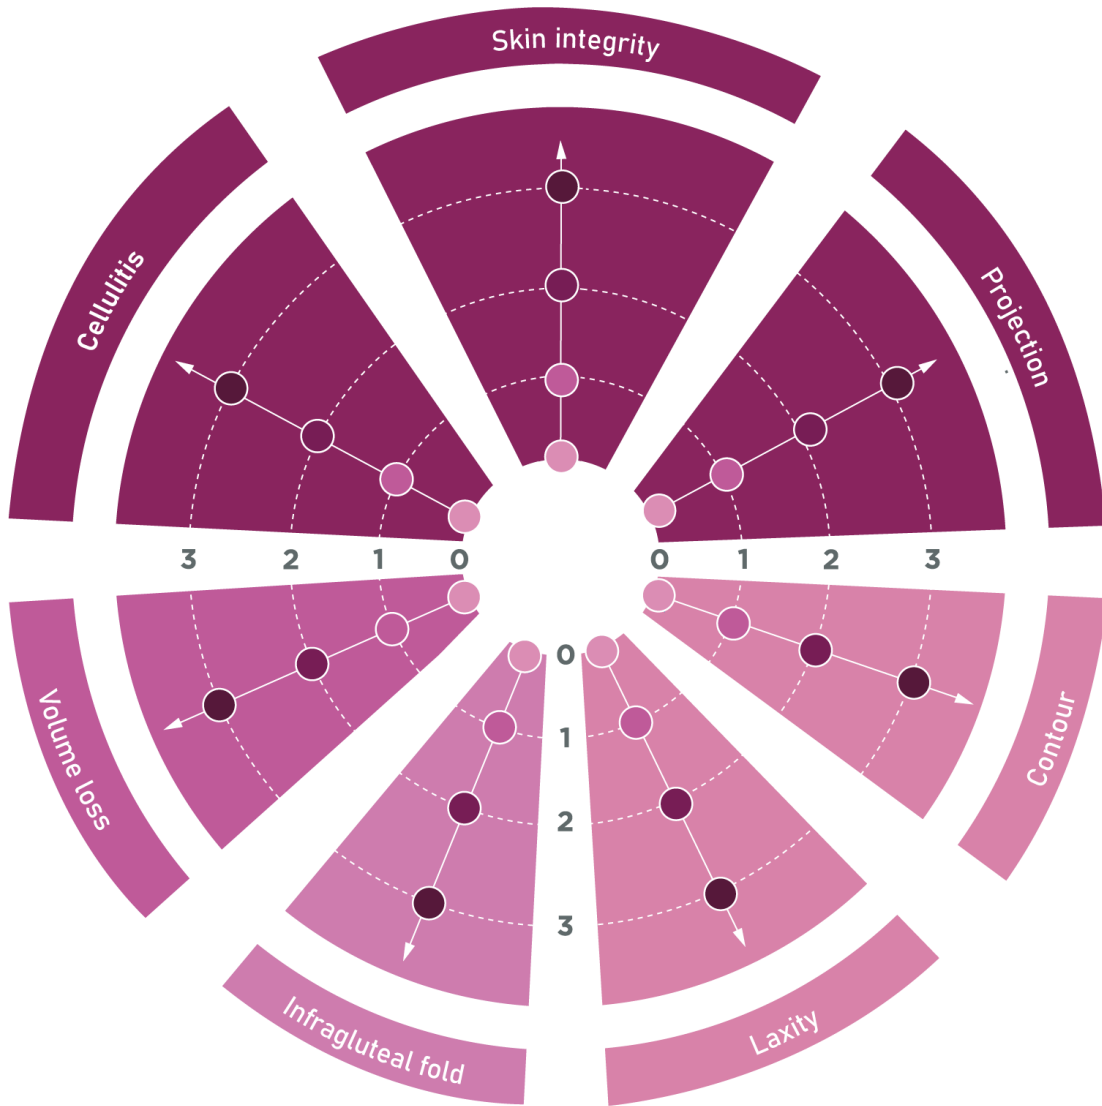 Skin integrity
Cellulitis
Projection
3 2 1 0
0 1 2 3
Volume loss
0
1
2
3
Contour
Infragluteal fold
Laxity